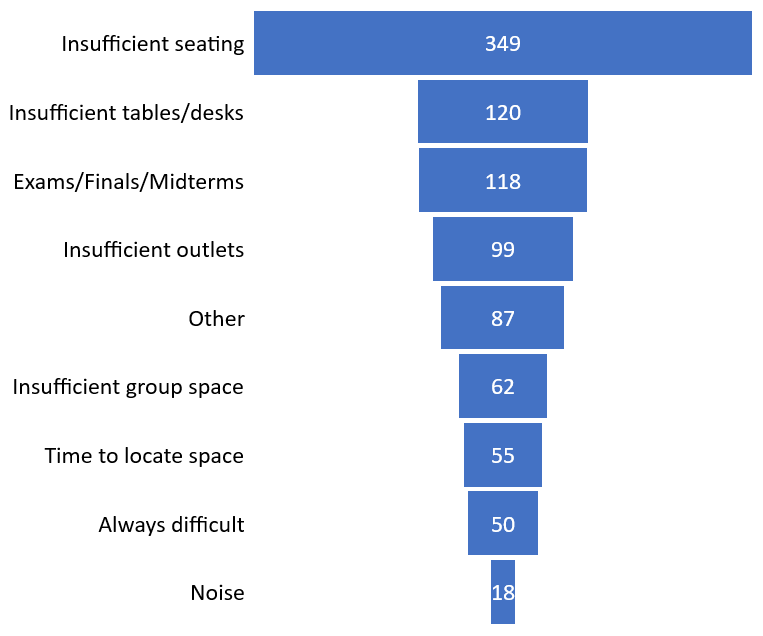 Insufficient seating 349
Insufficient tables/desks 120
Exams/Finals/Midterms 118
Insufficient outlets 99
Other 87
Insufficient group space 62
Time to locate space 55
Always difficult 50
Noise 18